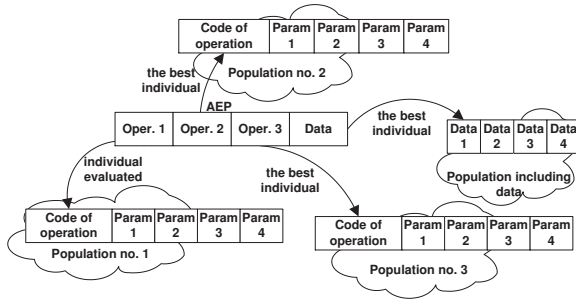 Code of operation Param 1 Param 2 Param 3 Param 4
Population no. 2
the best individual
AEP
Oper. 1 Oper. 2 Oper. 3 Data
the best individual
Data 1 Data 2 Data 3 Data 4
Population including data
individual evaluated
the best individual
Code of operation Param 1 Param 2 Param 3 Param 4
Population no. 1
Code of operation Param 1 Param 2 Param 3 Param 4
Population no. 3